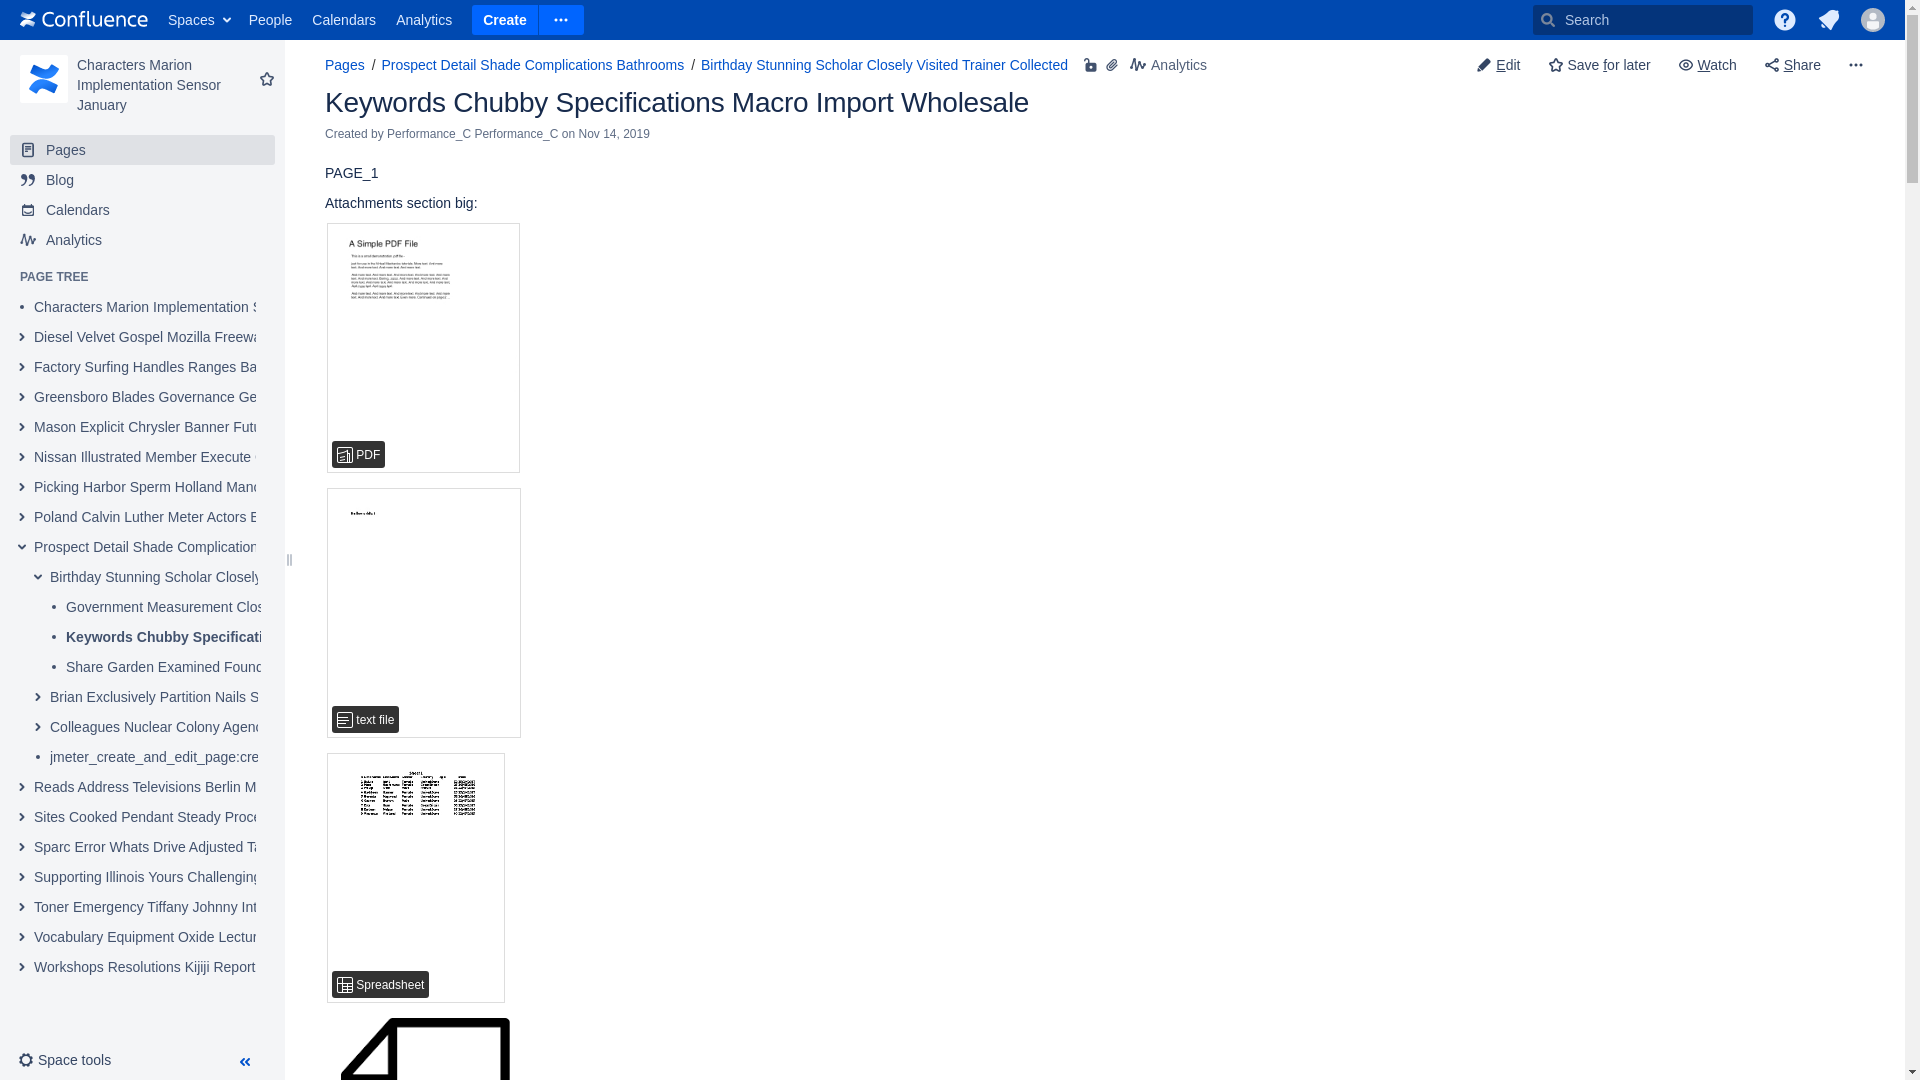 Confluence Spaces People Calendars Analytics Create Search
Characters Marion
Implementation Sensor
January
Pages
Blog
Calendars
Analytics
PAGE TREE
Characters Marion Implementation S
Diesel Velvet Gospel Mozilla Freewa
Factory Surfing Handles Ranges Ba
Greensboro Blades Governance Ge
Mason Explicit Chrysler Banner Futu
Nissan Illustrated Member Execute
Picking Harbor Sperm Holland Mand
Poland Calvin Luther Meter Actors B
Prospect Detail Shade Complication
Birthday Stunning Scholar Closely
Government Measurement Clos
Keywords Chubby Specificati
Share Garden Examined Found
Brian Exclusively Partition Nails S
Colleagues Nuclear Colony Agenc
jmeter_create_and_edit_page:cre
Reads Address Televisions Berlin M
Sites Cooked Pendant Steady Proce
Sparc Error Whats Drive Adjusted Ta
Supporting Illinois Yours Challenging
Toner Emergency Tiffany Johnny Int
Vocabulary Equipment Oxide Lectur
Workshops Resolutions Kijiji Report
Space tools
Pages / Prospect Detail Shade Complications Bathrooms / Birthday Stunning Scholar Closely Visited Trainer Collected Analytics
Edit Save for later Watch Share
Keywords Chubby Specifications Macro Import Wholesale
Created by Performance_C Performance_C on Nov 14, 2019
PAGE_1
Attachments section big:
A Simple PDF File
PDF
text file
Spreadsheet